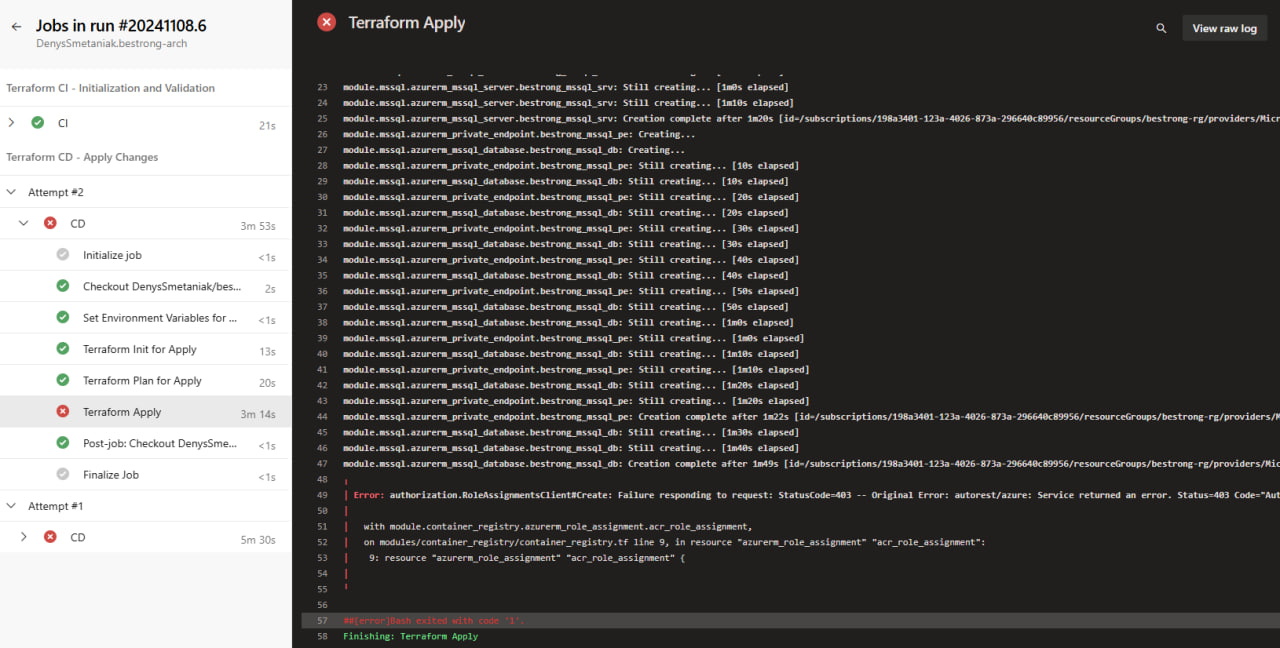 Jobs in run #20241108.6
DenysSmetaniak.bestrong-arch
Terraform CI - Initialization and Validation
CI
21s
Terraform CD - Apply Changes
Attempt #2
CD
3m 53s
Initialize job
<1s
Checkout DenysSmetaniak/bes...
2s
Set Environment Variables for ...
<1s
Terraform Init for Apply
13s
Terraform Plan for Apply
20s
Terraform Apply
3m 14s
Post-job: Checkout DenysSme...
<1s
Finalize Job
<1s
Attempt #1
CD
5m 30s
Terraform Apply
View raw log
23 module.mssql.azurerm_mssql_server.bestrong_mssql_srv: Still creating... [1m0s elapsed]
24 module.mssql.azurerm_mssql_server.bestrong_mssql_srv: Still creating... [1m10s elapsed]
25 module.mssql.azurerm_mssql_server.bestrong_mssql_srv: Creation complete after 1m20s [id=/subscriptions/198a3401-123a-4026-873a-296640c89956/resourceGroups/bestrong-rg/providers/Micr
26 module.mssql.azurerm_private_endpoint.bestrong_mssql_pe: Creating...
27 module.mssql.azurerm_mssql_database.bestrong_mssql_db: Creating...
28 module.mssql.azurerm_private_endpoint.bestrong_mssql_pe: Still creating... [10s elapsed]
29 module.mssql.azurerm_mssql_database.bestrong_mssql_db: Still creating... [10s elapsed]
30 module.mssql.azurerm_private_endpoint.bestrong_mssql_pe: Still creating... [20s elapsed]
31 module.mssql.azurerm_mssql_database.bestrong_mssql_db: Still creating... [20s elapsed]
32 module.mssql.azurerm_private_endpoint.bestrong_mssql_pe: Still creating... [30s elapsed]
33 module.mssql.azurerm_mssql_database.bestrong_mssql_db: Still creating... [30s elapsed]
34 module.mssql.azurerm_private_endpoint.bestrong_mssql_pe: Still creating... [40s elapsed]
35 module.mssql.azurerm_mssql_database.bestrong_mssql_db: Still creating... [40s elapsed]
36 module.mssql.azurerm_private_endpoint.bestrong_mssql_pe: Still creating... [50s elapsed]
37 module.mssql.azurerm_mssql_database.bestrong_mssql_db: Still creating... [50s elapsed]
38 module.mssql.azurerm_mssql_database.bestrong_mssql_db: Still creating... [1m0s elapsed]
39 module.mssql.azurerm_private_endpoint.bestrong_mssql_pe: Still creating... [1m0s elapsed]
40 module.mssql.azurerm_mssql_database.bestrong_mssql_db: Still creating... [1m10s elapsed]
41 module.mssql.azurerm_private_endpoint.bestrong_mssql_pe: Still creating... [1m10s elapsed]
42 module.mssql.azurerm_mssql_database.bestrong_mssql_db: Still creating... [1m20s elapsed]
43 module.mssql.azurerm_private_endpoint.bestrong_mssql_pe: Still creating... [1m20s elapsed]
44 module.mssql.azurerm_private_endpoint.bestrong_mssql_pe: Creation complete after 1m22s [id=/subscriptions/198a3401-123a-4026-873a-296640c89956/resourceGroups/bestrong-rg/providers/M
45 module.mssql.azurerm_mssql_database.bestrong_mssql_db: Still creating... [1m30s elapsed]
46 module.mssql.azurerm_mssql_database.bestrong_mssql_db: Still creating... [1m40s elapsed]
47 module.mssql.azurerm_mssql_database.bestrong_mssql_db: Creation complete after 1m49s [id=/subscriptions/198a3401-123a-4026-873a-296640c89956/resourceGroups/bestrong-rg/providers/Mic
48
49 | Error: authorization.RoleAssignmentsClient#Create: Failure responding to request: StatusCode=403 -- Original Error: autorest/azure: Service returned an error. Status=403 Code="Aut
50 |
51 | with module.container_registry.azurerm_role_assignment.acr_role_assignment,
52 | on modules/container_registry/container_registry.tf line 9, in resource "azurerm_role_assignment" "acr_role_assignment":
53 | 9: resource "azurerm_role_assignment" "acr_role_assignment" {
54 |
55
56
57 ##[error]Bash exited with code '1'.
58 Finishing: Terraform Apply